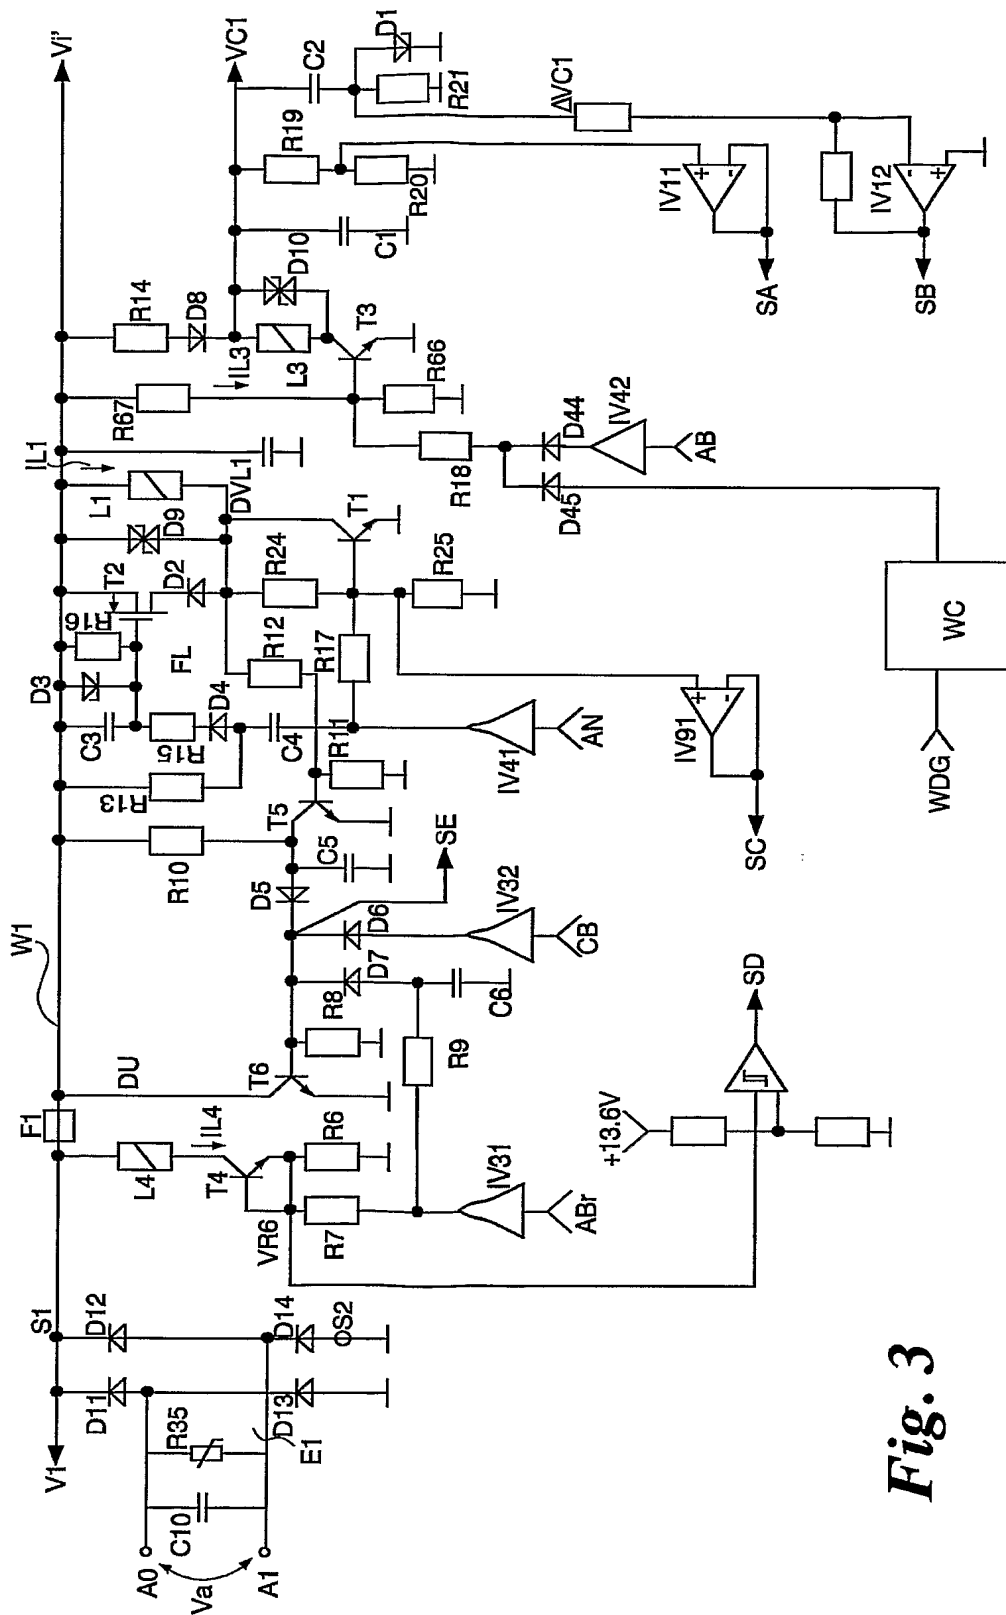 V1
S1
F1
W1
Vi'
A0
A1
Va
C10
R35
E1
D11
D12
D13
D14
OS2
L4
IL4
T4
VR6
R6
R7
IV31
ABr
DU
T6
R8
R9
D7
C6
D6
IV32
CB
SE
D5
C5
T5
R10
R13
R11
C3
R15
D4
C4
D3
R16
FL
T2
D2
D9
L1
IL1
DVL1
R12
R24
R17
R25
T1
IV41
AN
R67
IL3
R14
D8
L3
D10
T3
R66
R18
D44
D45
IV42
AB
VC1
C1
R19
R20
C2
D1
R21
ΔVC1
+
-
IV11
SA
-
+
IV12
SB
+
-
IV91
SC
WC
WDG
+13.6V
SD
Fig. 3